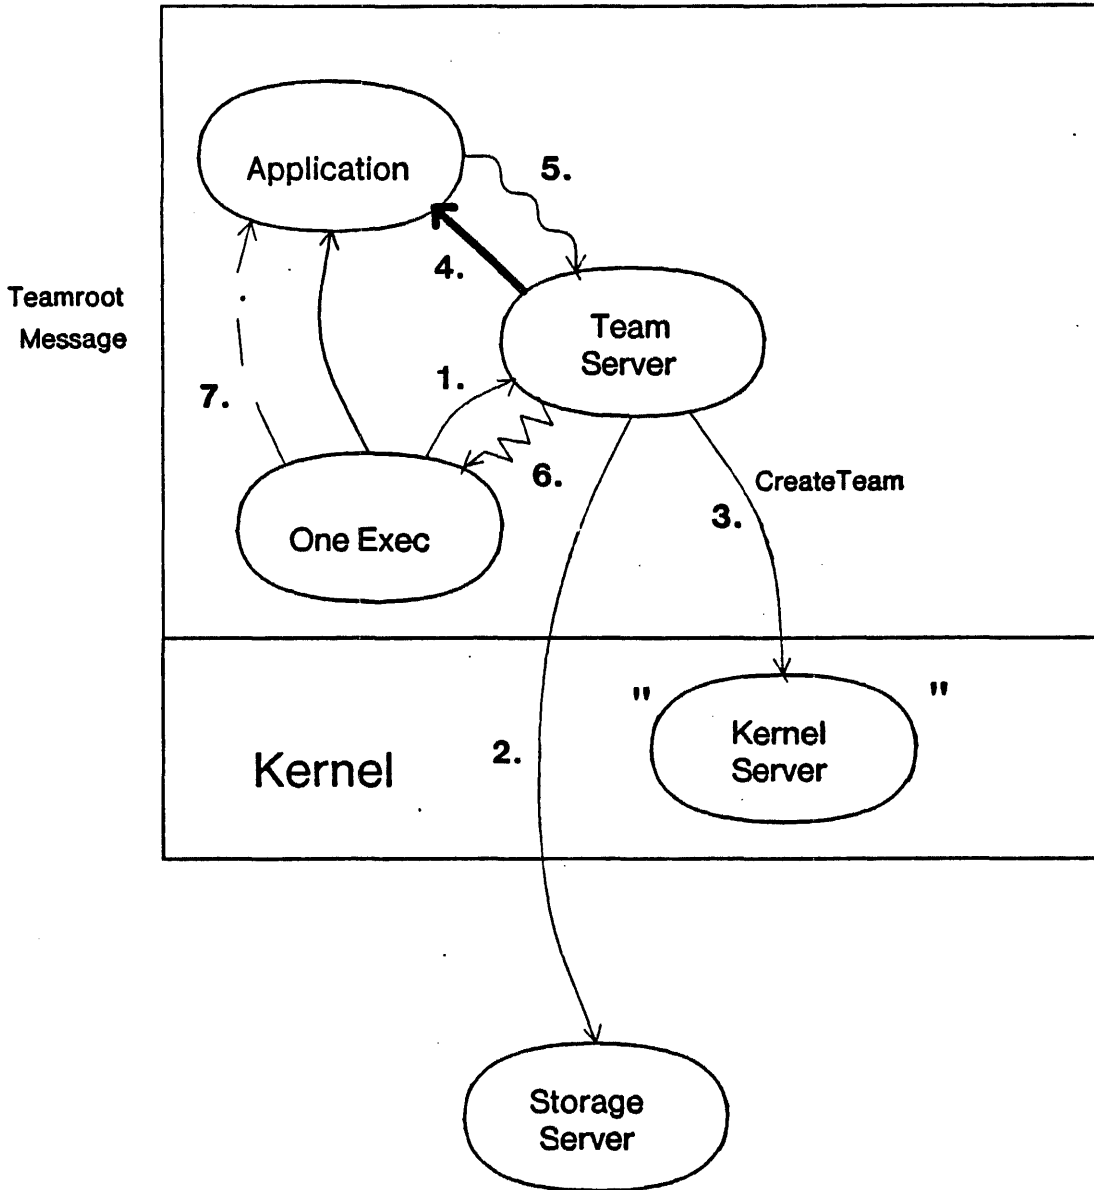 Application
5.
4.
Teamroot
Message
Team
Server
1.
7.
6.
CreateTeam
3.
One Exec
"
"
Kernel
Server
2.
Kernel
Storage
Server